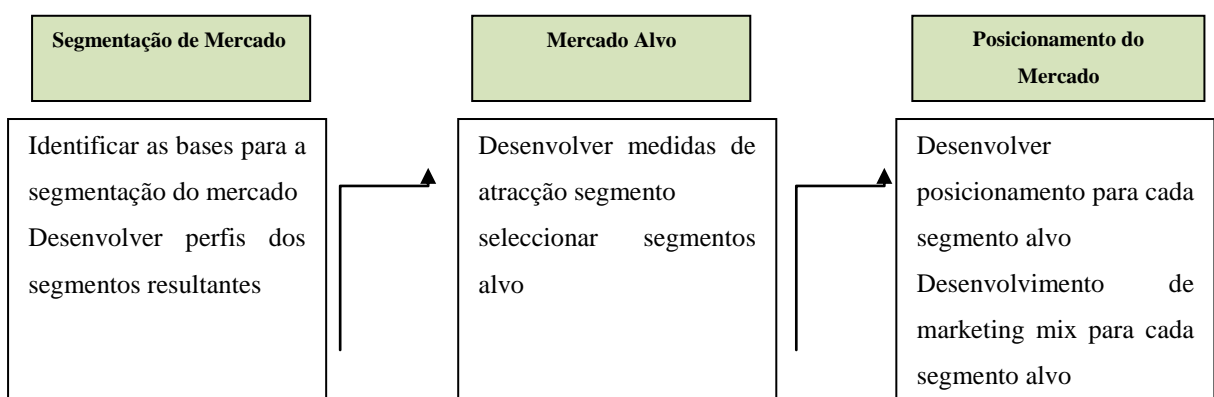 Segmentação de Mercado
Identificar as bases para a
segmentação do mercado
Desenvolver perfis dos
segmentos resultantes
Mercado Alvo
Desenvolver medidas de
atracção segmento
seleccionar segmentos
alvo
Posicionamento do
Mercado
Desenvolver
posicionamento para cada
segmento alvo
Desenvolvimento de
marketing mix para cada
segmento alvo